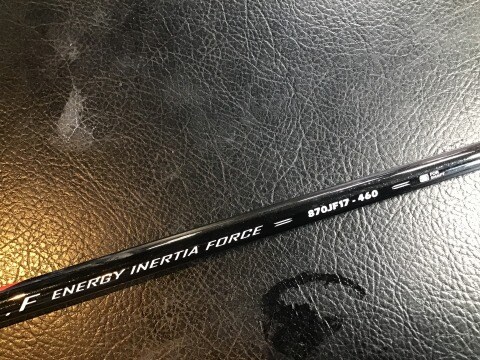 .F ENERGY INERTIA FORCE = 870JF17 - 460 =